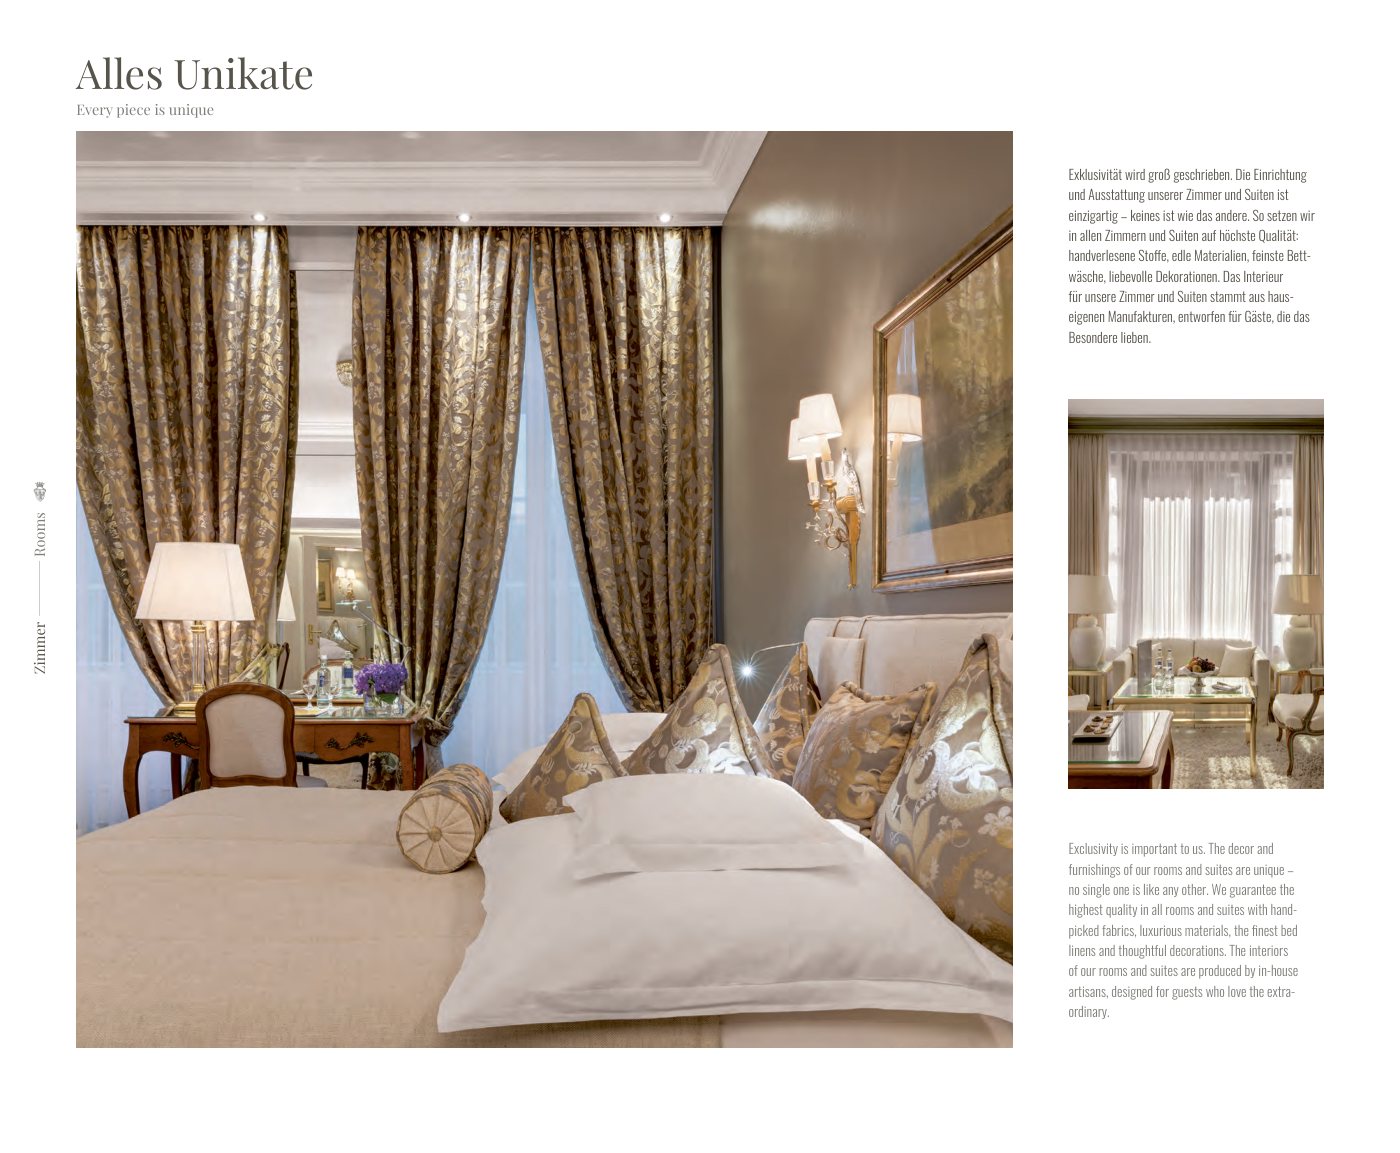 Alles Unikate
Every piece is unique
Exklusivität wird groß geschrieben. Die Einrichtung
und Ausstattung unserer Zimmer und Suiten ist
einzigartig – keines ist wie das andere. So setzen wir
in allen Zimmern und Suiten auf höchste Qualität:
handverlesene Stoffe, edle Materialien, feinste Bett-
wäsche, liebevolle Dekorationen. Das Interieur
für unsere Zimmer und Suiten stammt aus haus-
eigenen Manufakturen, entworfen für Gäste, die das
Besondere lieben.
Zimmer
Rooms
Exclusivity is important to us. The decor and
furnishings of our rooms and suites are unique –
no single one is like any other. We guarantee the
highest quality in all rooms and suites with hand-
picked fabrics, luxurious materials, the finest bed
linens and thoughtful decorations. The interiors
of our rooms and suites are produced by in-house
artisans, designed for guests who love the extra-
ordinary.